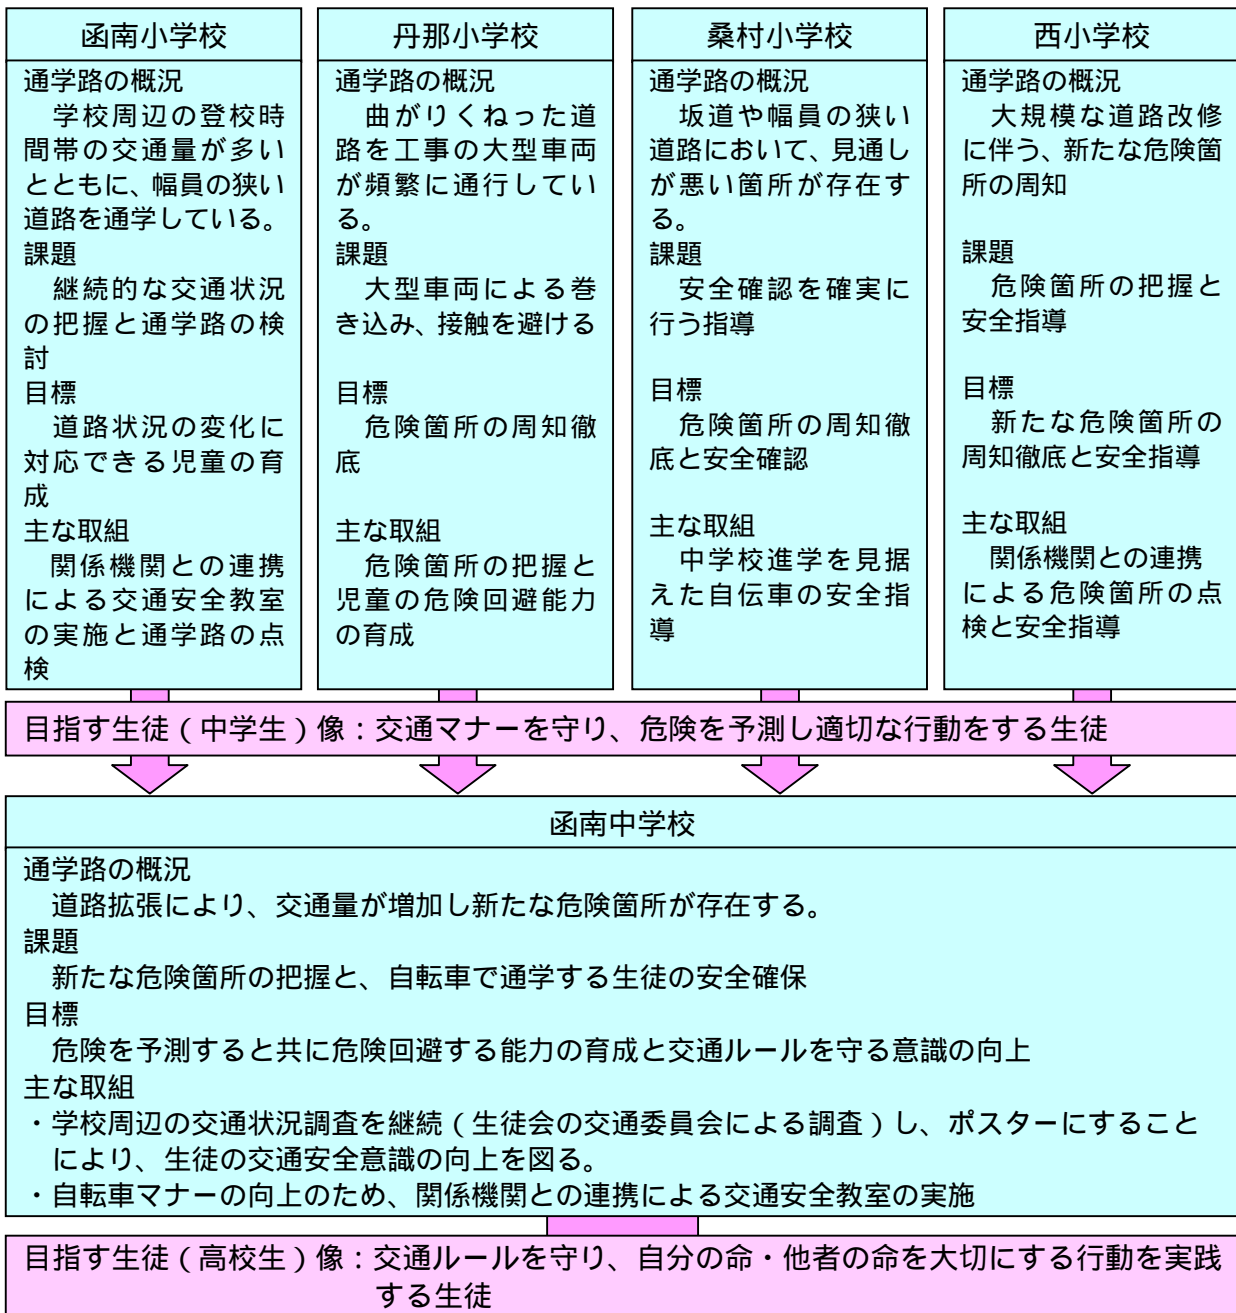 函南小学校
通学路の概況
学校周辺の登校時
間帯の交通量が多い
とともに、幅員の狭い
道路を通学している。
課題
継続的な交通状況
の把握と通学路の検
討
目標
道路状況の変化に
対応できる児童の育
成
主な取組
関係機関との連携
による交通安全教室
の実施と通学路の点
検
丹那小学校
通学路の概況
曲がりくねった道
路を工事の大型車両
が頻繁に通行してい
る。
課題
大型車両による巻
き込み、接触を避ける
目標
危険箇所の周知徹
底
主な取組
危険箇所の把握と
児童の危険回避能力
の育成
桑村小学校
通学路の概況
坂道や幅員の狭い
道路において、見通し
が悪い箇所が存在す
る。
課題
安全確認を確実に
行う指導
目標
危険箇所の周知徹
底と安全確認
主な取組
中学校進学を見据
えた自転車の安全指
導
西小学校
通学路の概況
大規模な道路改修
に伴う、新たな危険箇
所の周知
課題
危険箇所の把握と
安全指導
目標
新たな危険箇所の
周知徹底と安全指導
主な取組
関係機関との連携
による危険箇所の点
検と安全指導
目指す生徒（中学生）像：交通マナーを守り、危険を予測し適切な行動をする生徒
函南中学校
通学路の概況
道路拡張により、交通量が増加し新たな危険箇所が存在する。
課題
新たな危険箇所の把握と、自転車で通学する生徒の安全確保
目標
危険を予測すると共に危険回避する能力の育成と交通ルールを守る意識の向上
主な取組
・学校周辺の交通状況調査を継続（生徒会の交通委員会による調査）し、ポスターにすること
により、生徒の交通安全意識の向上を図る。
・自転車マナーの向上のため、関係機関との連携による交通安全教室の実施
目指す生徒（高校生）像：交通ルールを守り、自分の命・他者の命を大切にする行動を実践
する生徒